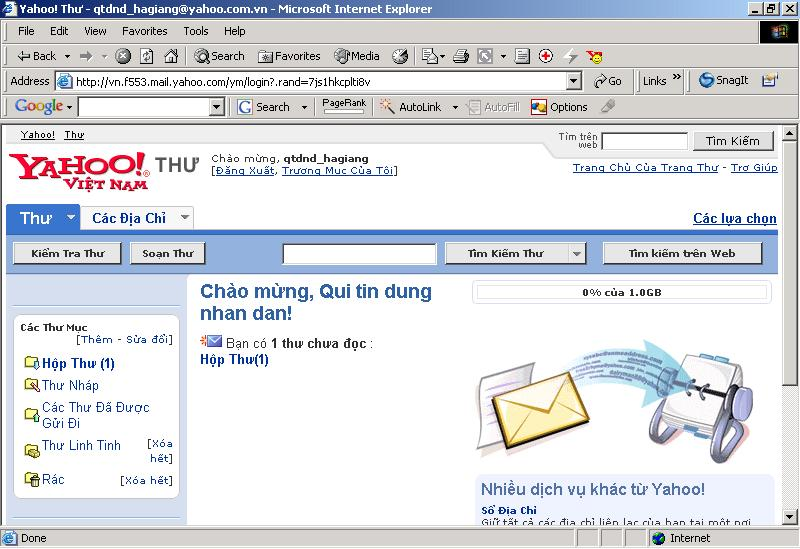 Yahoo! Thư - qtdnd_hagiang@yahoo.com.vn - Microsoft Internet Explorer
File Edit View Favorites Tools Help
Back Search Favorites Media
Address http://vn.f553.mail.yahoo.com/ym/login?.rand=7js1hkcplti8v Go Links » SnagIt
Google Search PageRank AutoLink AutoFill Options
Yahoo! Thư
Tìm trên web Tìm Kiếm
YAHOO! VIỆT NAM THƯ
Chào mừng, qtdnd_hagiang
[Đăng Xuất, Trương Mục Của Tôi]
Trang Chủ Của Trang Thư - Trợ Giúp
Thư Các Địa Chỉ Các lựa chọn
Kiểm Tra Thư Soạn Thư Tìm Kiếm Thư Tìm kiếm trên Web
Chào mừng, Qui tin dung
nhan dan!
0% của 1.0GB
Các Thư Mục
[Thêm - Sửa đổi]
Bạn có 1 thư chưa đọc :
Hộp Thư(1)
Hộp Thư (1)
Thư Nháp
Các Thư Đã Được
Gửi Đi
Thư Linh Tinh [Xóa
hết]
Rác [Xóa hết]
Nhiều dịch vụ khác từ Yahoo!
Sổ Địa Chỉ
Giữ tất cả các địa chỉ liên lạc của bạn tại một nơi
Done Internet